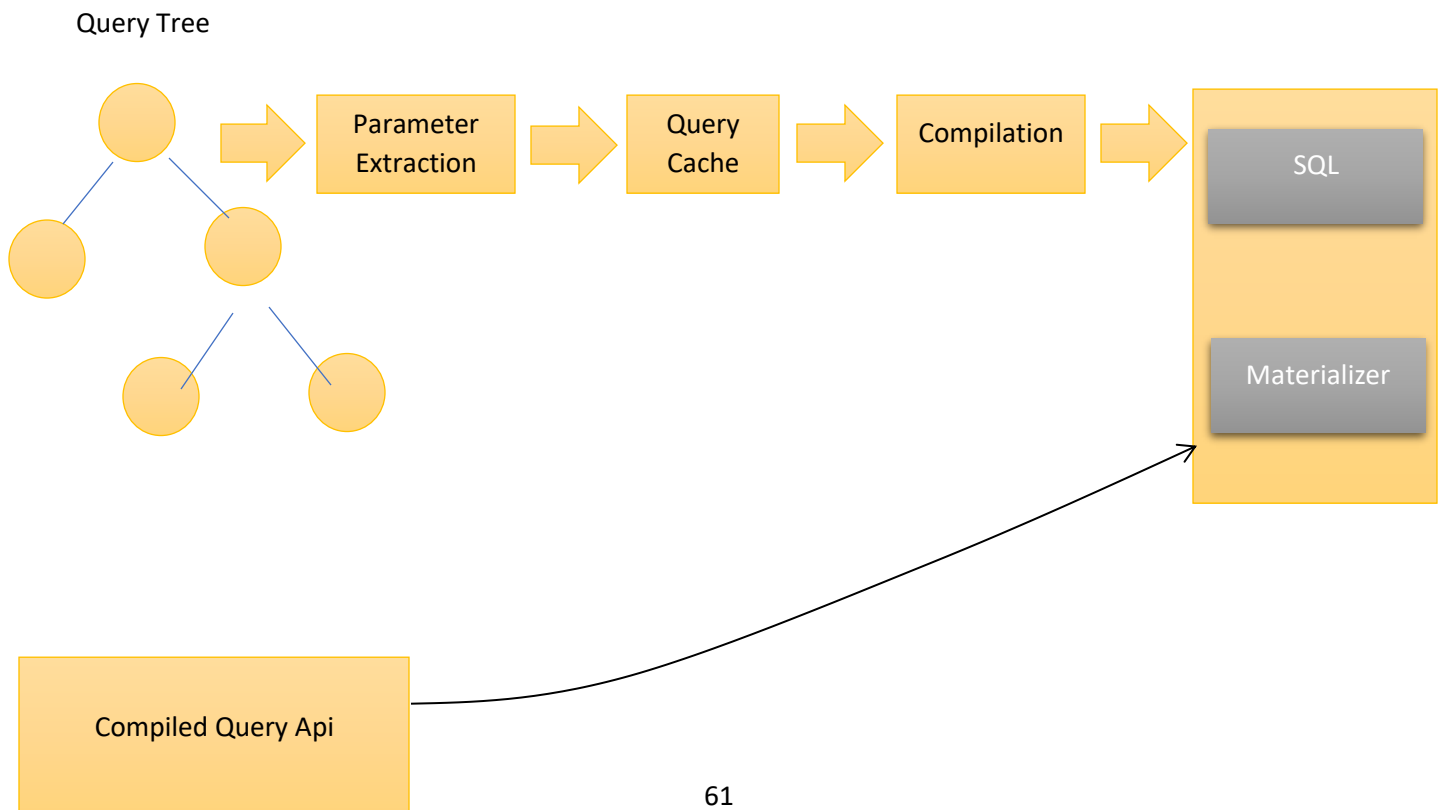 Query Tree
Parameter
Extraction
Query
Cache
Compilation
SQL
Materializer
Compiled Query Api
61